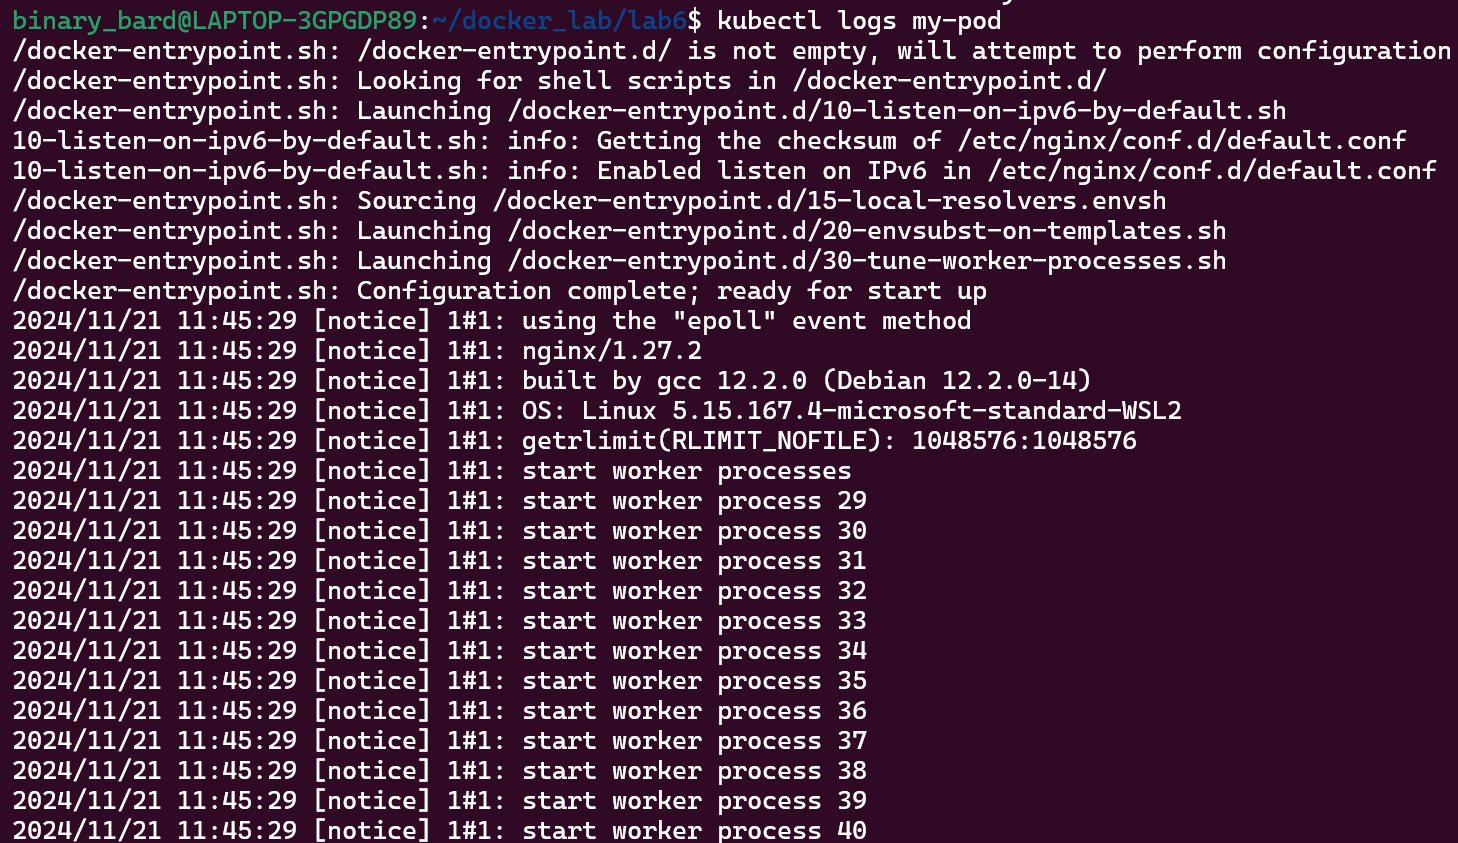 binary_bard@LAPTOP-3GPGDP89:~/docker_lab/lab6$ kubectl logs my-pod
/docker-entrypoint.sh: /docker-entrypoint.d/ is not empty, will attempt to perform configuration
/docker-entrypoint.sh: Looking for shell scripts in /docker-entrypoint.d/
/docker-entrypoint.sh: Launching /docker-entrypoint.d/10-listen-on-ipv6-by-default.sh
10-listen-on-ipv6-by-default.sh: info: Getting the checksum of /etc/nginx/conf.d/default.conf
10-listen-on-ipv6-by-default.sh: info: Enabled listen on IPv6 in /etc/nginx/conf.d/default.conf
/docker-entrypoint.sh: Sourcing /docker-entrypoint.d/15-local-resolvers.envsh
/docker-entrypoint.sh: Launching /docker-entrypoint.d/20-envsubst-on-templates.sh
/docker-entrypoint.sh: Launching /docker-entrypoint.d/30-tune-worker-processes.sh
/docker-entrypoint.sh: Configuration complete; ready for start up
2024/11/21 11:45:29 [notice] 1#1: using the "epoll" event method
2024/11/21 11:45:29 [notice] 1#1: nginx/1.27.2
2024/11/21 11:45:29 [notice] 1#1: built by gcc 12.2.0 (Debian 12.2.0-14)
2024/11/21 11:45:29 [notice] 1#1: OS: Linux 5.15.167.4-microsoft-standard-WSL2
2024/11/21 11:45:29 [notice] 1#1: getrlimit(RLIMIT_NOFILE): 1048576:1048576
2024/11/21 11:45:29 [notice] 1#1: start worker processes
2024/11/21 11:45:29 [notice] 1#1: start worker process 29
2024/11/21 11:45:29 [notice] 1#1: start worker process 30
2024/11/21 11:45:29 [notice] 1#1: start worker process 31
2024/11/21 11:45:29 [notice] 1#1: start worker process 32
2024/11/21 11:45:29 [notice] 1#1: start worker process 33
2024/11/21 11:45:29 [notice] 1#1: start worker process 34
2024/11/21 11:45:29 [notice] 1#1: start worker process 35
2024/11/21 11:45:29 [notice] 1#1: start worker process 36
2024/11/21 11:45:29 [notice] 1#1: start worker process 37
2024/11/21 11:45:29 [notice] 1#1: start worker process 38
2024/11/21 11:45:29 [notice] 1#1: start worker process 39
2024/11/21 11:45:29 [notice] 1#1: start worker process 40